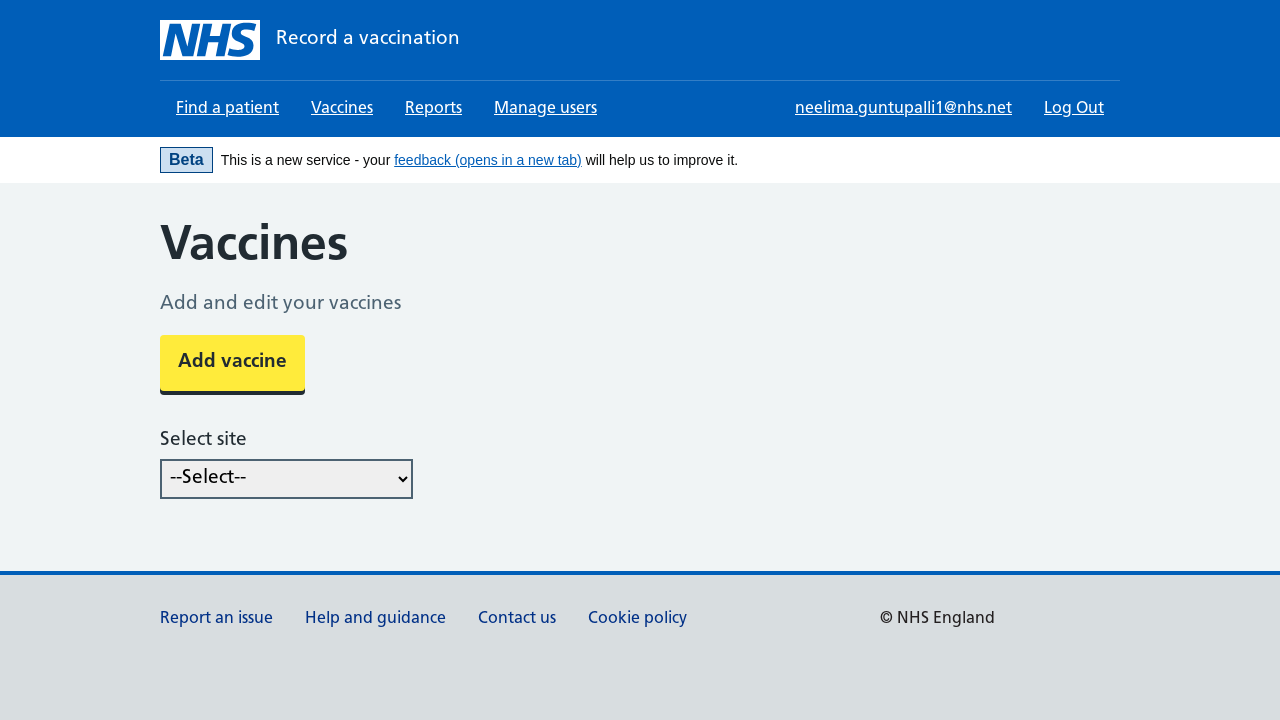 NHS Record a vaccination
Find a patient Vaccines Reports Manage users neelima.guntupalli1@nhs.net Log Out
Beta This is a new service - your feedback (opens in a new tab) will help us to improve it.
Vaccines
Add and edit your vaccines
Add vaccine
Select site
--Select--
Report an issue Help and guidance Contact us Cookie policy © NHS England